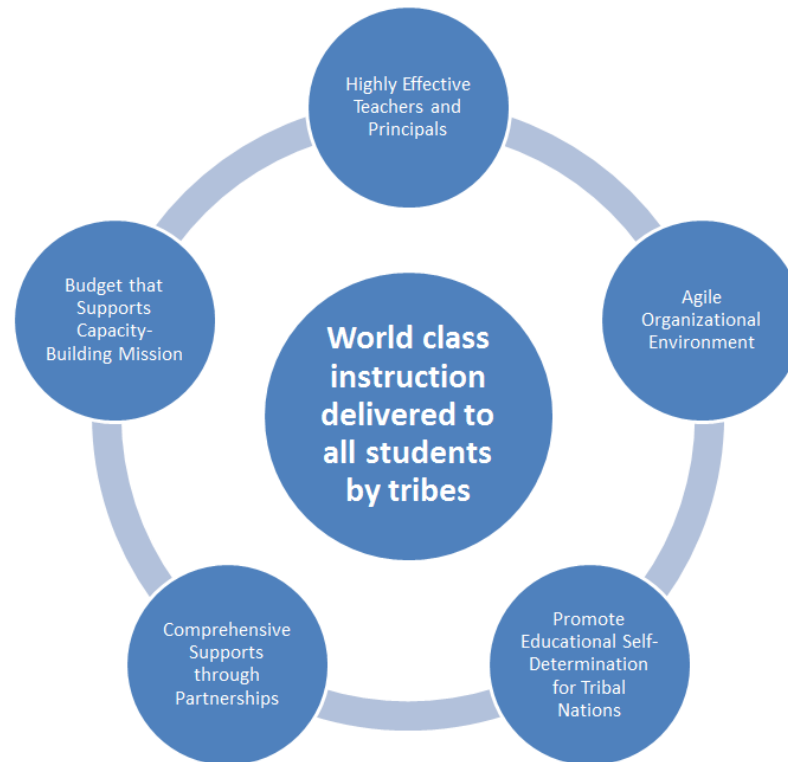 Highly Effective
Teachers and
Principals
Agile
Organizational
Environment
Promote
Educational Self-
Determination
for Tribal
Nations
Comprehensive
Supports
through
Partnerships
Budget that
Supports
Capacity-
Building Mission
World class
instruction
delivered to
all students
by tribes